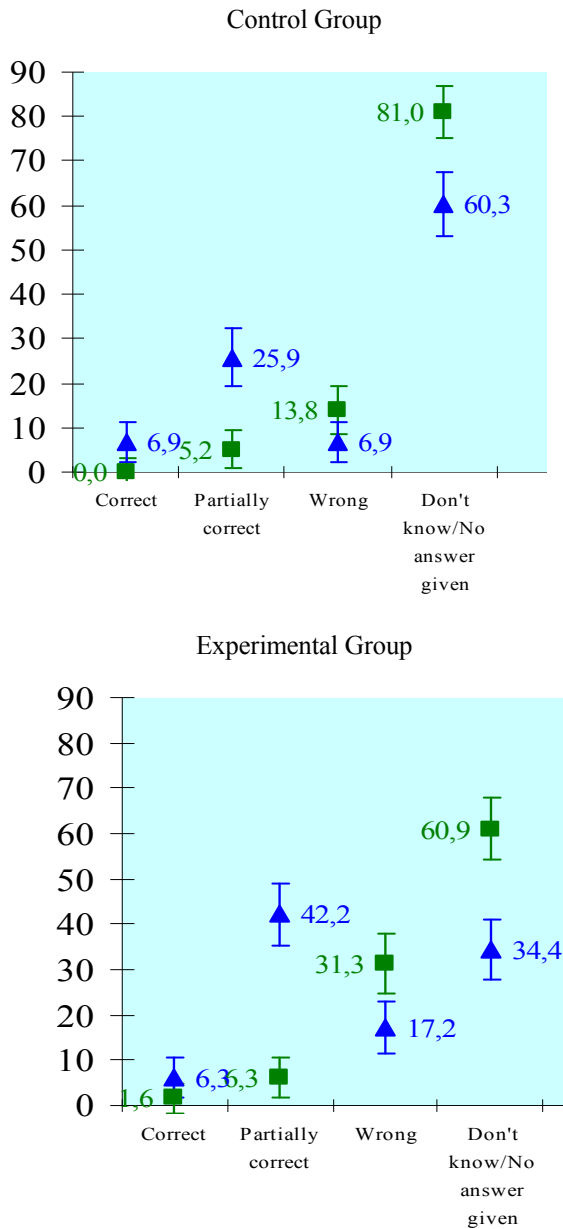 Control Group
90
80
70
60
50
40
30
20
10
0
81,0
60,3
25,9
13,8
6,9
5,2
6,9
0,0
Correct
Partially
correct
Wrong
Don't
know/No
answer
given
Experimental Group
90
80
70
60
50
40
30
20
10
0
60,9
42,2
34,4
31,3
17,2
6,3
6,3
1,6
Correct
Partially
correct
Wrong
Don't
know/No
answer
given